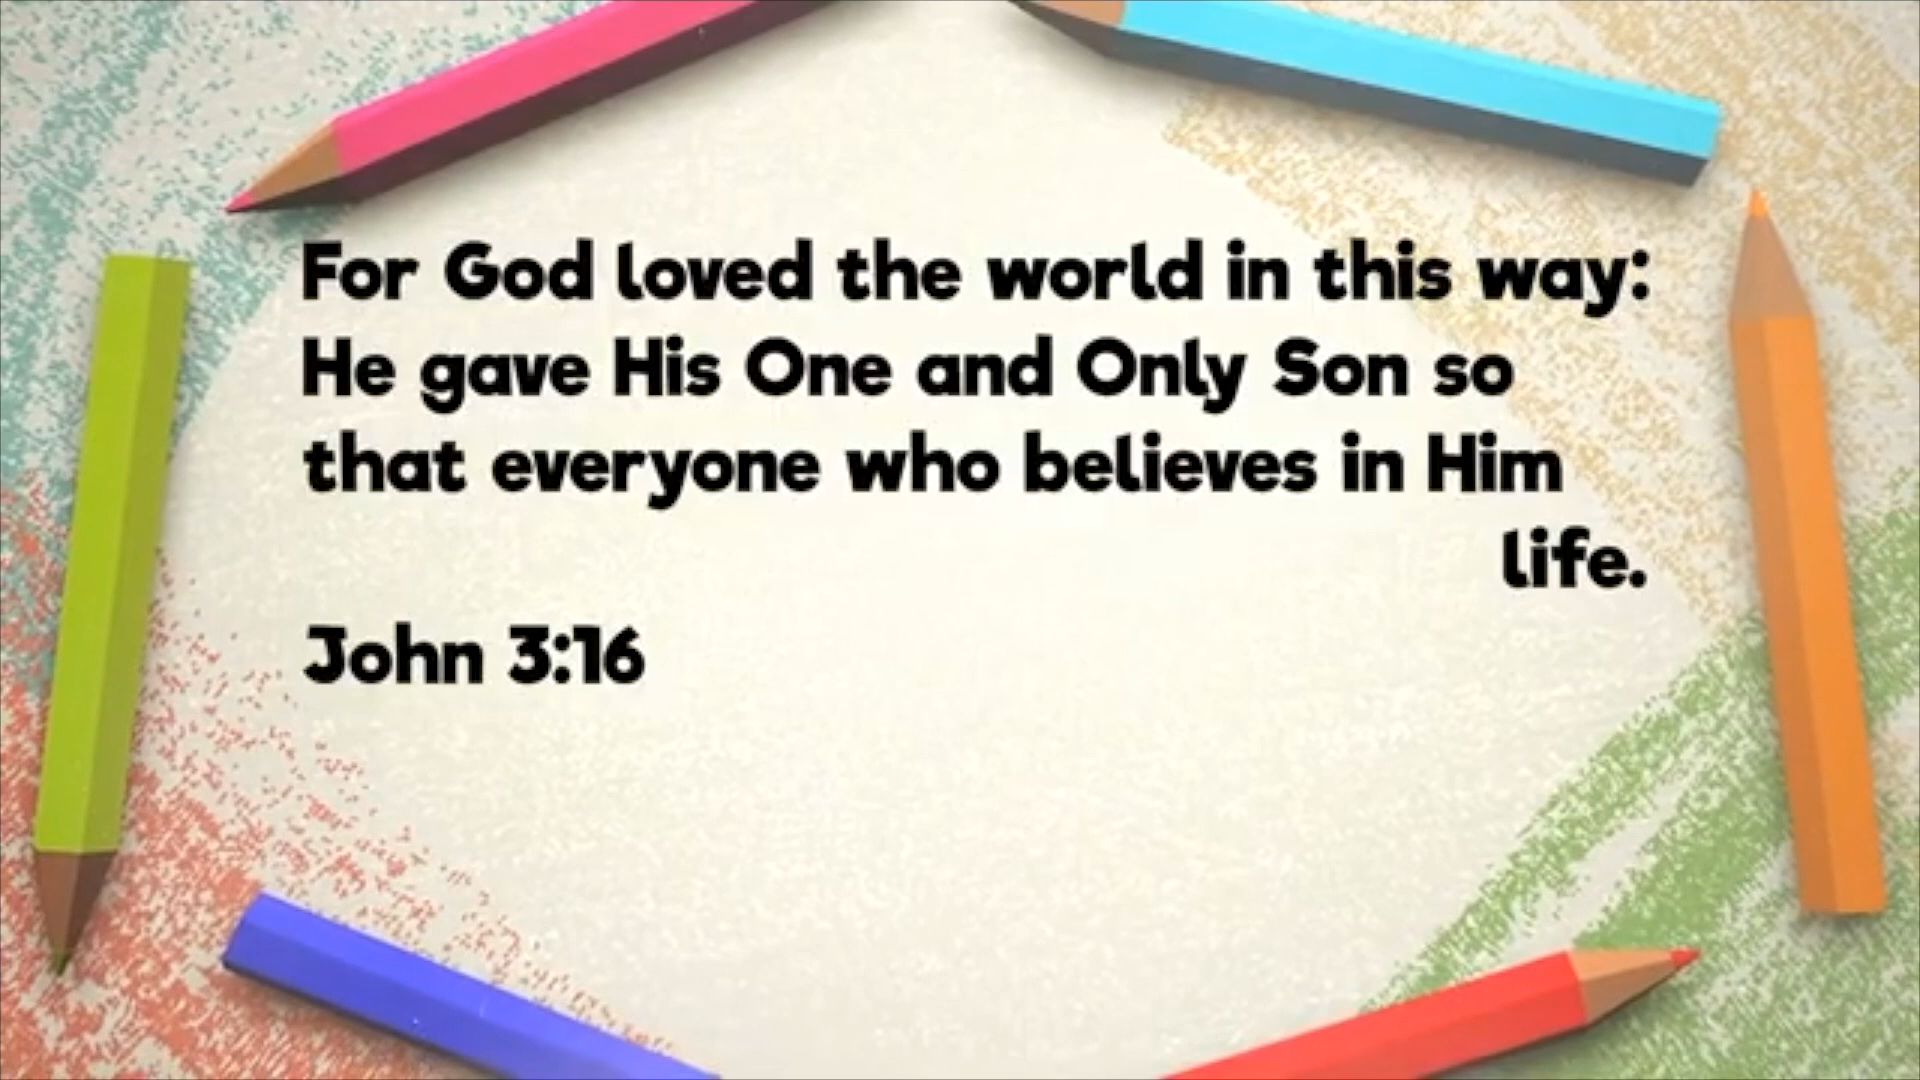 For God loved the world in this way:
He gave His One and Only Son so
that everyone who believes in Him
life.
John 3:16